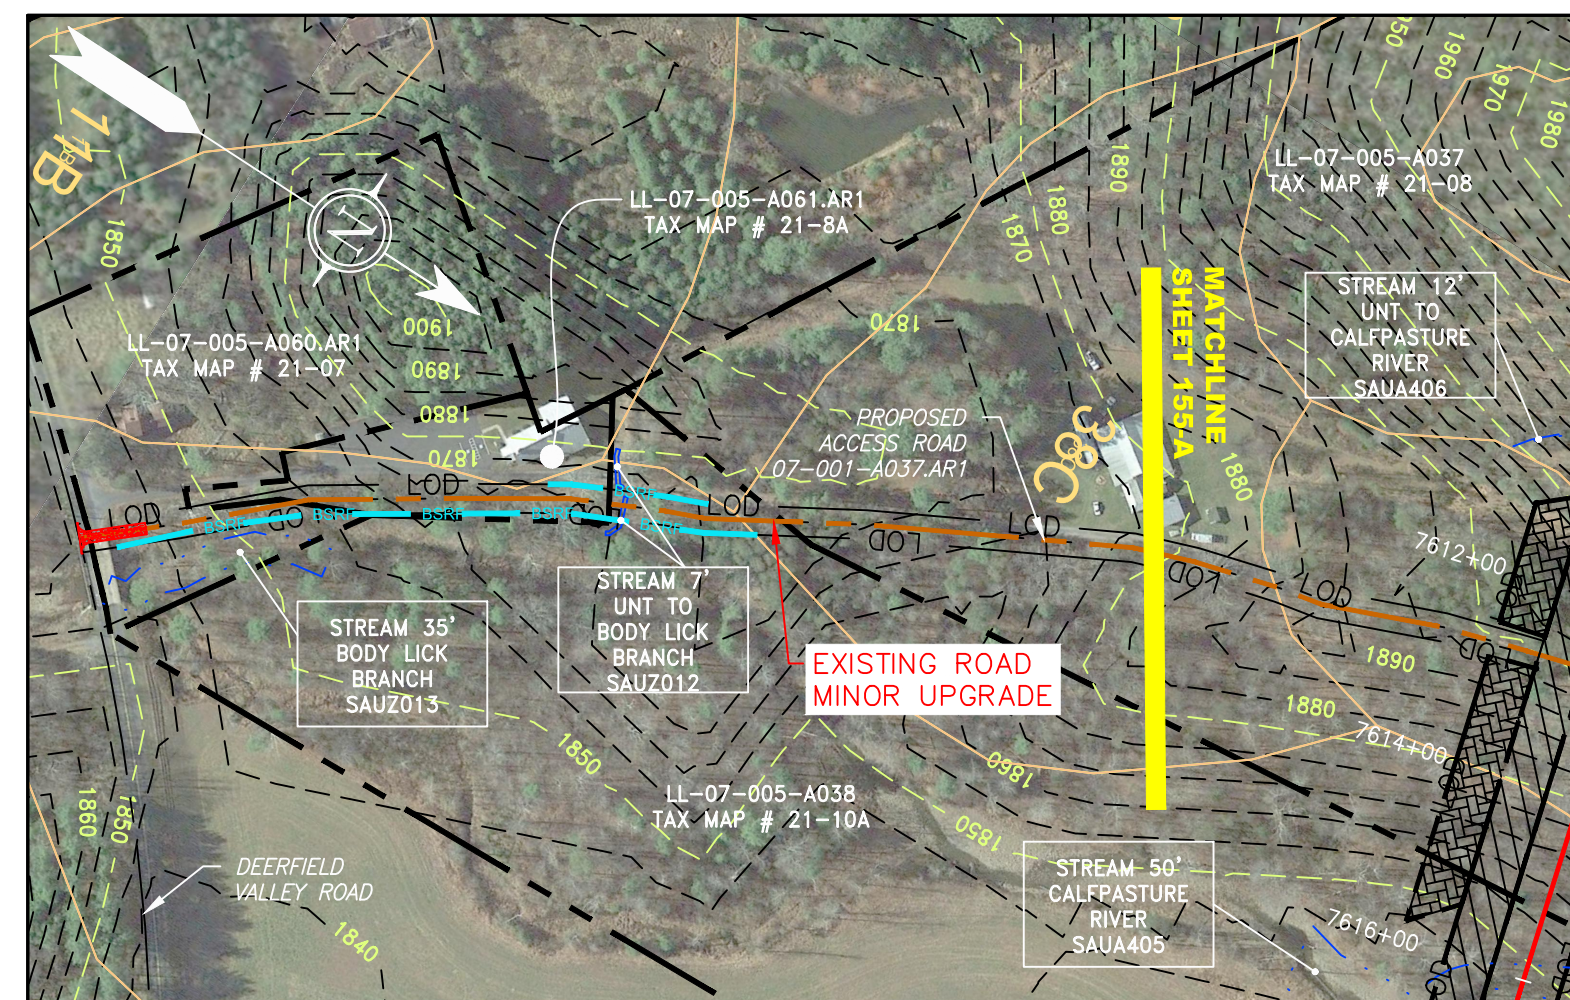 1950
1960
1970
1980
11B
1850
N
LL-07-005-A037
TAX MAP # 21-08
1890
1880
1870
LL-07-005-A061.AR1
TAX MAP # 21-8A
MATCHLINE
SHEET 155-A
STREAM 12'
UNT TO
CALFPASTURE
RIVER
SAUA406
LL-07-005-A060.AR1
TAX MAP # 21-07
1900
1890
1880
1870
1870
PROPOSED
ACCESS ROAD
07-001-A037.AR1
38C
1880
LOD
LOD
LOD
LOD
LOD
LOD
LOD
LOD
LOD
LOD
BSRF
BSRF
BSRF
BSRF
BSRF
BSRF
7612+00
STREAM 35'
BODY LICK
BRANCH
SAUZ013
STREAM 7'
UNT TO
BODY LICK
BRANCH
SAUZ012
EXISTING ROAD
MINOR UPGRADE
1890
1880
7614+00
1850
1860
LL-07-005-A038
TAX MAP # 21-10A
1860
1850
1850
DEERFIELD
VALLEY ROAD
STREAM 50'
CALFPASTURE
RIVER
SAUA405
1840
7616+00